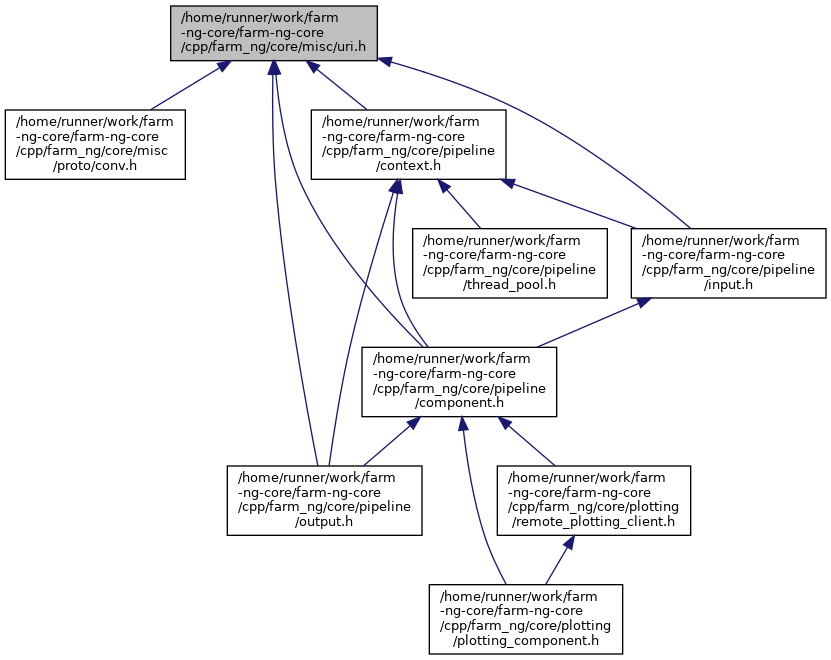 /home/runner/work/farm
-ng-core/farm-ng-core
/cpp/farm_ng/core/misc/uri.h
/home/runner/work/farm
-ng-core/farm-ng-core
/cpp/farm_ng/core/misc
/proto/conv.h
/home/runner/work/farm
-ng-core/farm-ng-core
/cpp/farm_ng/core/pipeline
/context.h
/home/runner/work/farm
-ng-core/farm-ng-core
/cpp/farm_ng/core/pipeline
/thread_pool.h
/home/runner/work/farm
-ng-core/farm-ng-core
/cpp/farm_ng/core/pipeline
/input.h
/home/runner/work/farm
-ng-core/farm-ng-core
/cpp/farm_ng/core/pipeline
/component.h
/home/runner/work/farm
-ng-core/farm-ng-core
/cpp/farm_ng/core/pipeline
/output.h
/home/runner/work/farm
-ng-core/farm-ng-core
/cpp/farm_ng/core/plotting
/remote_plotting_client.h
/home/runner/work/farm
-ng-core/farm-ng-core
/cpp/farm_ng/core/plotting
/plotting_component.h